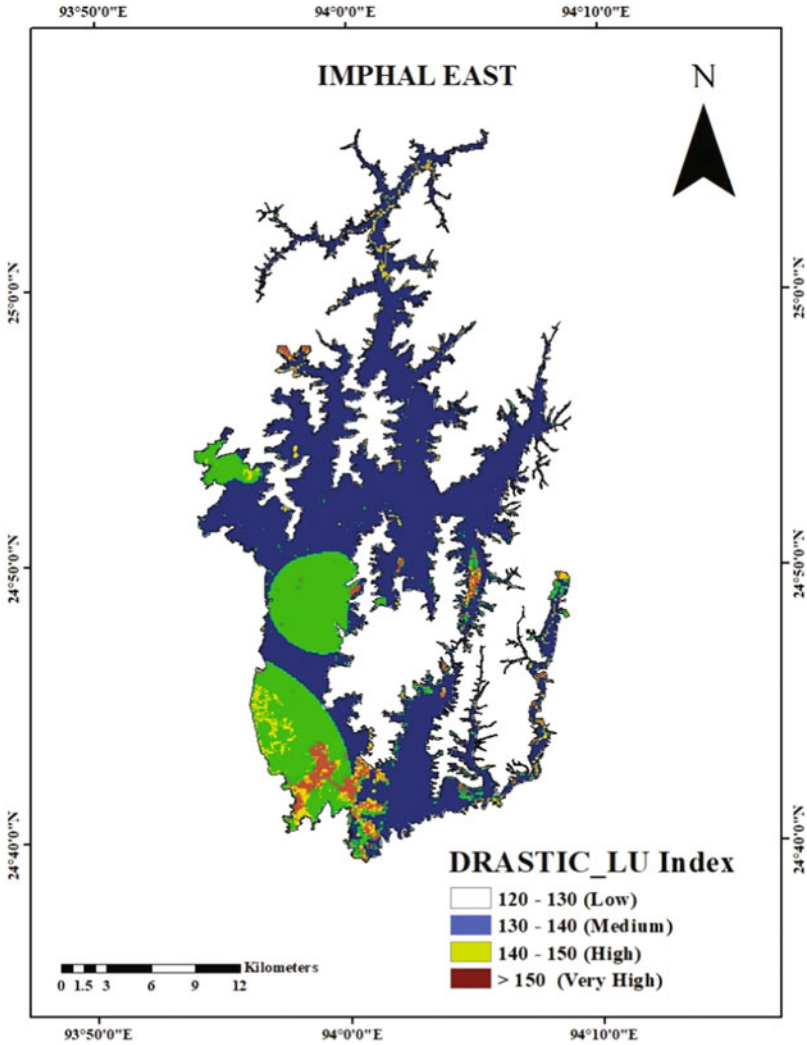 93°50'0"E 94°0'0"E 94°10'0"E
IMPHAL EAST
N
25°0'0"N 25°0'0"N
24°50'0"N 24°50'0"N
24°40'0"N 24°40'0"N
DRASTIC_LU Index
120 - 130 (Low)
130 - 140 (Medium)
140 - 150 (High)
> 150 (Very High)
Kilometers
0 1.5 3 6 9 12
93°50'0"E 94°0'0"E 94°10'0"E